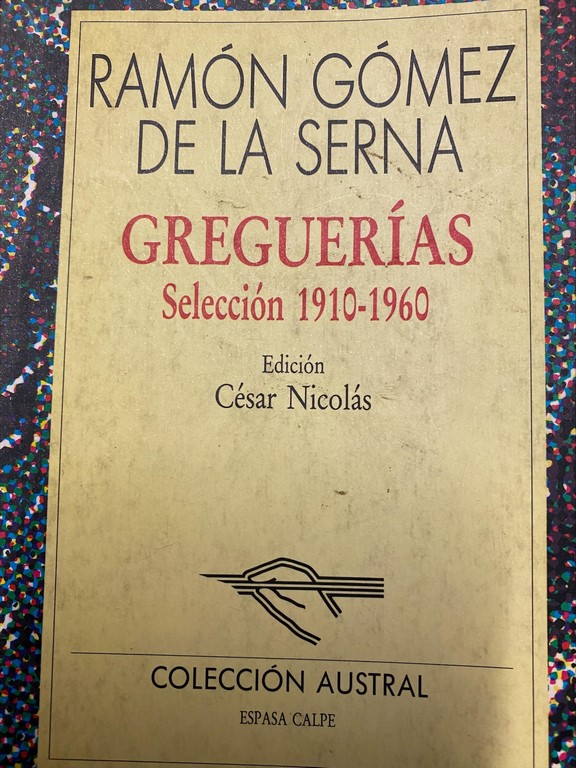 RAMÓN GÓMEZ
DE LA SERNA
GREGUERÍAS
Selección 1910-1960
Edición
César Nicolás
COLECCIÓN AUSTRAL
ESPASA CALPE